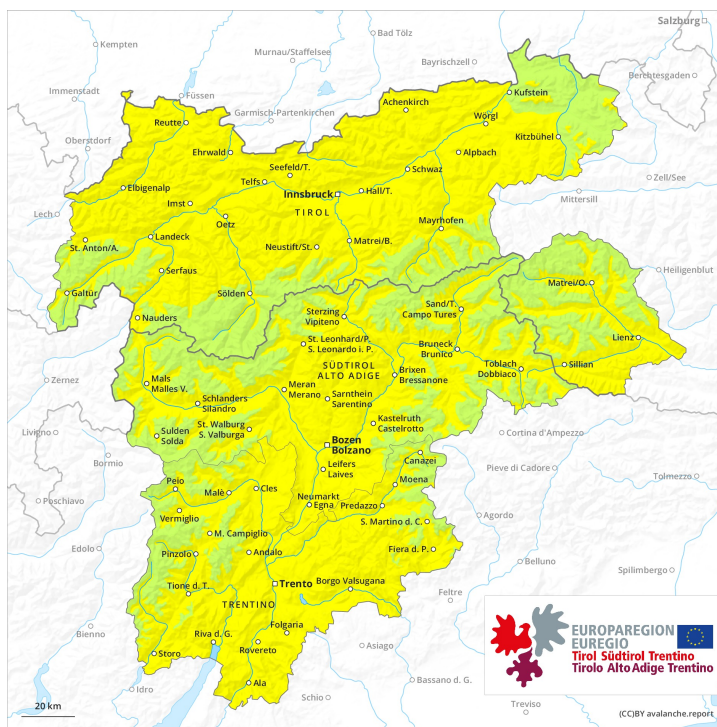 Salzburg
Kempten
Bad Tölz
Murnau/Staffelsee
Bayrischzell
Berchtesgaden
Immenstadt
Füssen
Garmisch-Partenkirchen
Achenkirch
Kufstein
Wörgl
Reutte
Oberstdorf
Ehrwald
Kitzbühel
Alpbach
Seefeld/T.
Schwaz
Telfs
Zell/See
Elbigenalp
Innsbruck
Hall/T.
Mittersill
Imst
TIROL
Lech
Oetz
Mayrhofen
Landeck
St. Anton/A.
Neustift/St.
Matrei/B.
Serfaus
Heiligenblut
Galtür
Sölden
Matrei/O.
Nauders
Sterzing
Vipiteno
Sand/T.
Campo Tures
Lienz
St. Leonhard/P.
S. Leonardo i. P.
Bruneck
Brunico
Toblach
Dobbiaco
Sillian
SÜDTIROL
ALTO ADIGE
Brixen
Bressanone
Zernez
Mals
Malles V.
Meran
Merano
Sarnthein
Sarentino
Schlanders
Silandro
St. Walburg
S. Valburga
Kastelruth
Castelrotto
Livigno
Sulden
Solda
Bozen
Bolzano
Cortina d'Ampezzo
Bormio
Canazei
Pieve di Cadore
Leifers
Laives
Tolmezzo
Peio
Malè
Cles
Moena
Poschiavo
Neumarkt
Egna
Predazzo
Vermiglio
Agordo
M. Campiglio
S. Martino d. C.
Edolo
Pinzolo
Andalo
Fiera d. P.
Belluno
Spilimbergo
Tione d. T.
Trento
Borgo Valsugana
Feltre
TRENTINO
Bienno
Riva d. G.
Folgaria
Storo
Rovereto
Asiago
Idro
Ala
Schio
Bassano d. G.
Treviso
EUROPAREGION
EUREGIO
Tirol Südtirol Trentino
Tirolo Alto Adige Trentino
20 km
(CC)BY avalanche.report